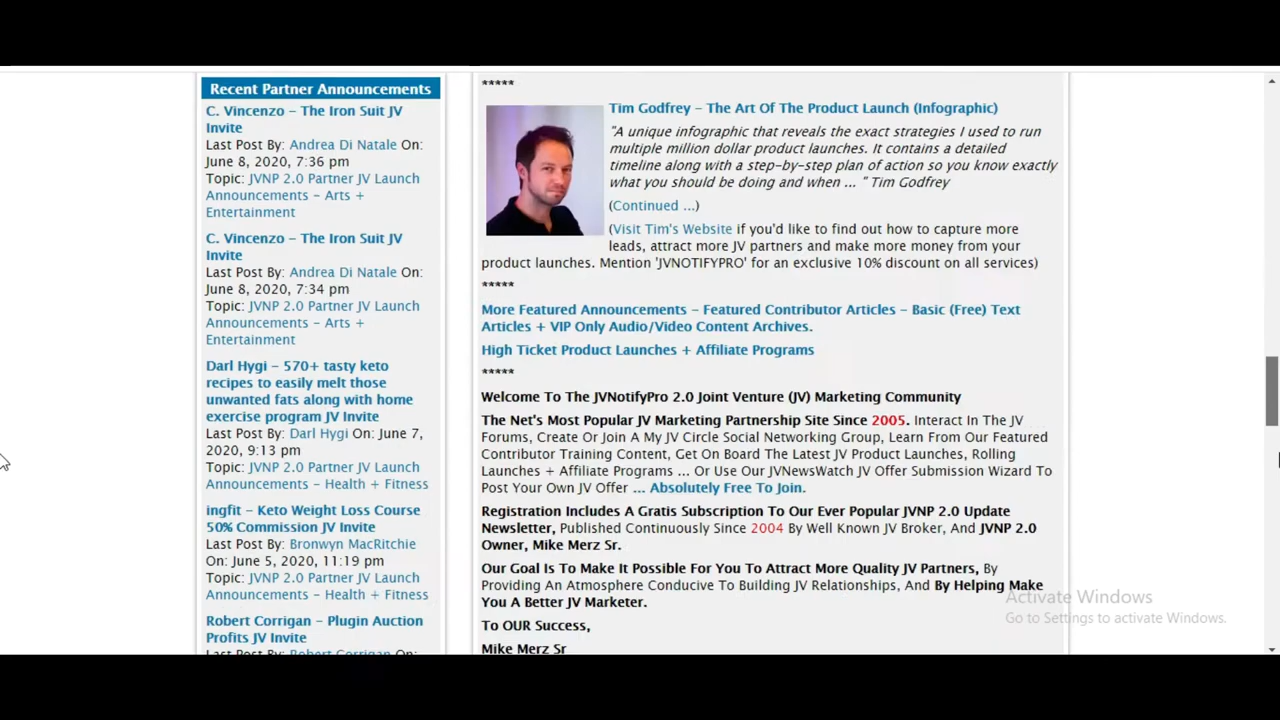 Recent Partner Announcements
C. Vincenzo – The Iron Suit JV
Invite
Last Post By: Andrea Di Natale On:
June 8, 2020, 7:36 pm
Topic: JVNP 2.0 Partner JV Launch
Announcements – Arts +
Entertainment
C. Vincenzo – The Iron Suit JV
Invite
Last Post By: Andrea Di Natale On:
June 8, 2020, 7:34 pm
Topic: JVNP 2.0 Partner JV Launch
Announcements – Arts +
Entertainment
Darl Hygi – 570+ tasty keto
recipes to easily melt those
unwanted fats along with home
exercise program JV Invite
Last Post By: Darl Hygi On: June 7,
2020, 9:13 pm
Topic: JVNP 2.0 Partner JV Launch
Announcements – Health + Fitness
ingfit – Keto Weight Loss Course
50% Commission JV Invite
Last Post By: Bronwyn MacRitchie
On: June 5, 2020, 11:19 pm
Topic: JVNP 2.0 Partner JV Launch
Announcements – Health + Fitness
Robert Corrigan – Plugin Auction
Profits JV Invite
Last Post By: Robert Corrigan On:
*****
Tim Godfrey – The Art Of The Product Launch (Infographic)
"A unique infographic that reveals the exact strategies I used to run
multiple million dollar product launches. It contains a detailed
timeline along with a step-by-step plan of action so you know exactly
what you should be doing and when ... " Tim Godfrey
(Continued ...)
(Visit Tim's Website if you'd like to find out how to capture more
leads, attract more JV partners and make more money from your
product launches. Mention 'JVNOTIFYPRO' for an exclusive 10% discount on all services)
*****
More Featured Announcements – Featured Contributor Articles – Basic (Free) Text
Articles + VIP Only Audio/Video Content Archives.
High Ticket Product Launches + Affiliate Programs
*****
Welcome To The JVNotifyPro 2.0 Joint Venture (JV) Marketing Community
The Net's Most Popular JV Marketing Partnership Site Since 2005. Interact In The JV
Forums, Create Or Join A My JV Circle Social Networking Group, Learn From Our Featured
Contributor Training Content, Get On Board The Latest JV Product Launches, Rolling
Launches + Affiliate Programs ... Or Use Our JVNewsWatch JV Offer Submission Wizard To
Post Your Own JV Offer ... Absolutely Free To Join.
Registration Includes A Gratis Subscription To Our Ever Popular JVNP 2.0 Update
Newsletter, Published Continuously Since 2004 By Well Known JV Broker, And JVNP 2.0
Owner, Mike Merz Sr.
Our Goal Is To Make It Possible For You To Attract More Quality JV Partners, By
Providing An Atmosphere Conducive To Building JV Relationships, And By Helping Make
You A Better JV Marketer.
To OUR Success,
Mike Merz Sr
Activate Windows
Go to Settings to activate Windows.